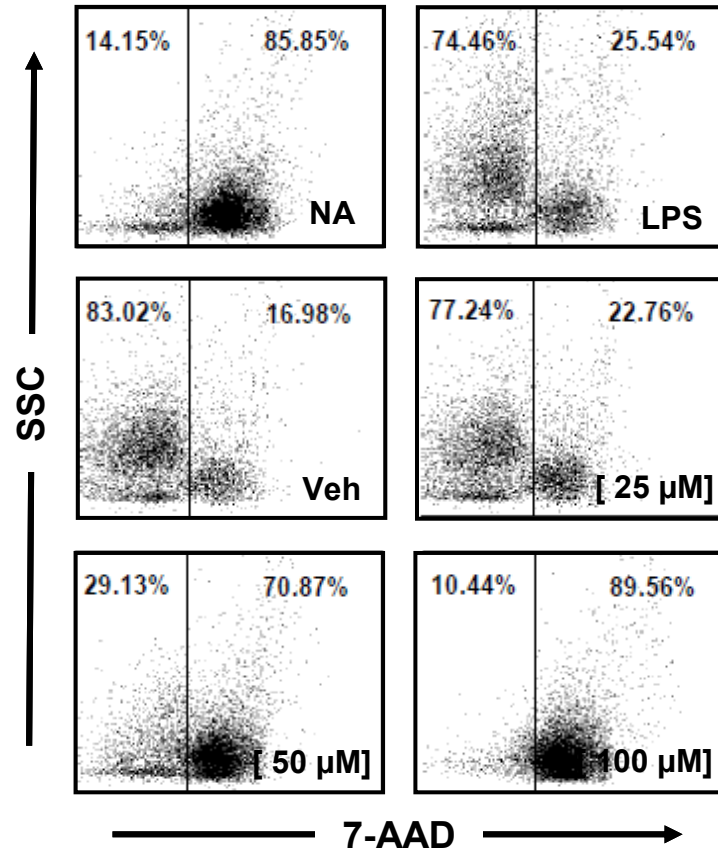 14.15% 85.85%
NA
74.46% 25.54%
LPS
83.02% 16.98%
Veh
77.24% 22.76%
[ 25 µM]
29.13% 70.87%
[ 50 µM]
10.44% 89.56%
[ 100 µM]
SSC
7-AAD